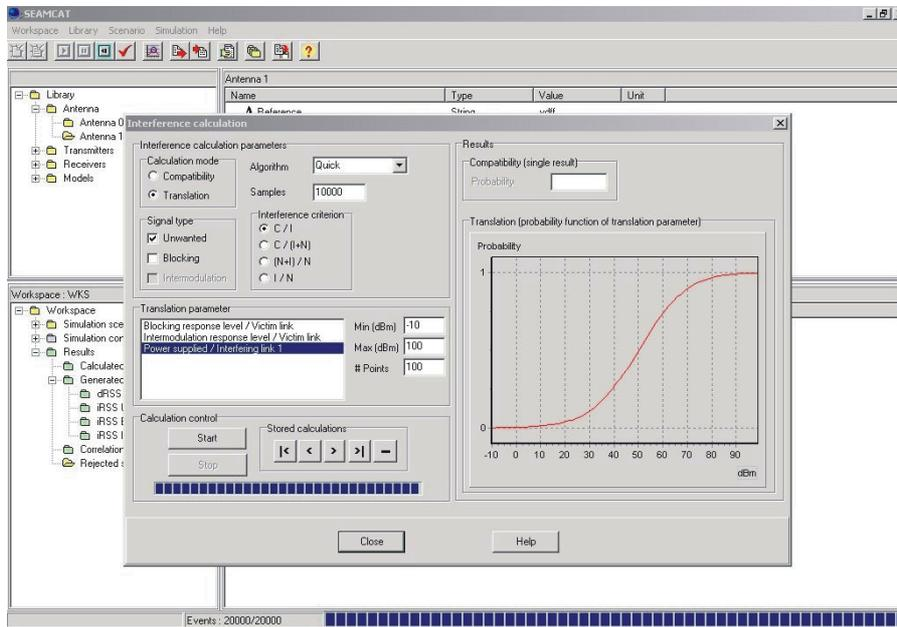 SEAMCAT
Workspace Library Scenario Simulation Help
Antenna 1
Library
Name Type Value Unit
Antenna
Reference String
Antenna 0
Antenna 1
Transmitters
Receivers
Models
Interference calculation
Interference calculation parameters
Calculation mode
Compatibility
Translation
Algorithm Quick
Samples 10000
Signal type
Unwanted
Blocking
Intermodulation
Interference criterion
C / I
C / (I+N)
(N+I) / N
I / N
Translation parameter
Blocking response level / Victim link
Intermodulation response level / Victim link
Power supplied / Interfering link 1
Min (dBm) -10
Max (dBm) 100
# Points 100
Calculation control
Start
Stop
Stored calculations
|< < > >| –
Results
Compatibility (single result)
Probability
Translation (probability function of translation parameter)
Probability
1
0
-10 0 10 20 30 40 50 60 70 80 90
dBm
Close
Help
Workspace : WKS
Workspace
Simulation sce
Simulation con
Results
Calculated
Generated
dRSS
iRSS U
iRSS B
iRSS I
Correlation
Rejected s
Events : 20000/20000